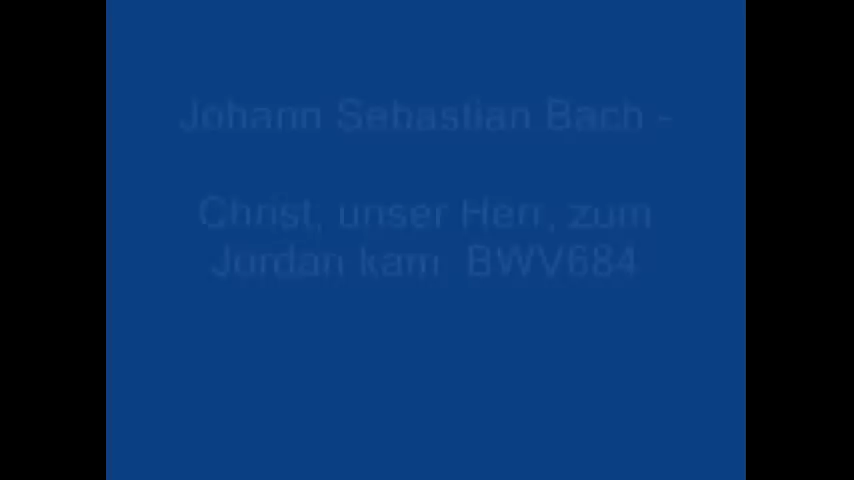 Johann Sebastian Bach -
Christ, unser Herr, zum
Jordan kam BWV684